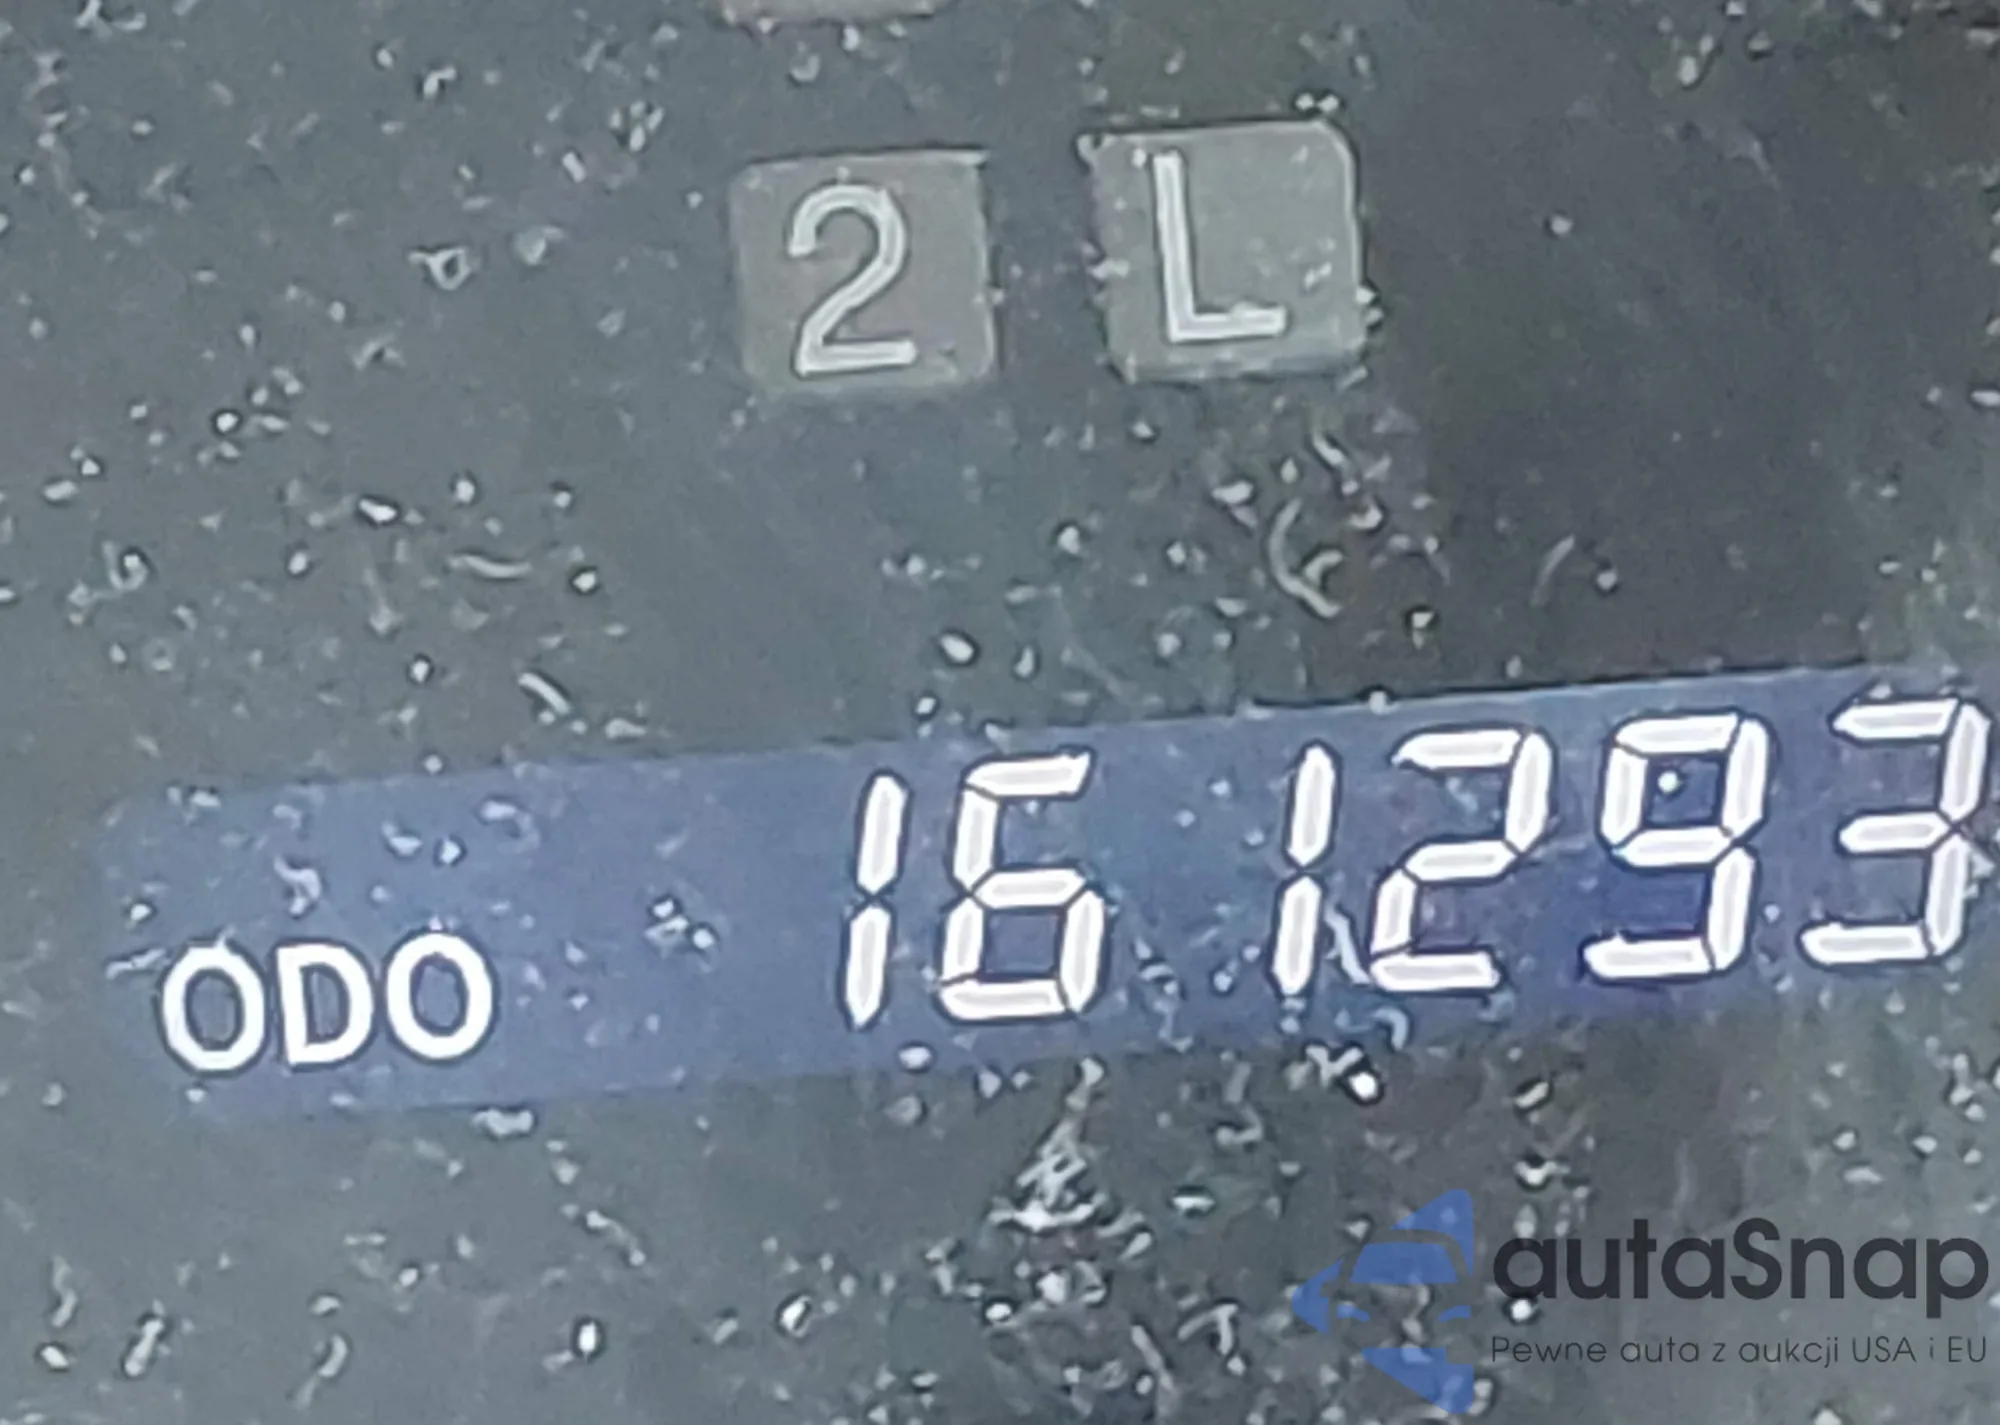 2 L
ODO 161293
autaSnap
Pewne auta z aukcji USA i EU